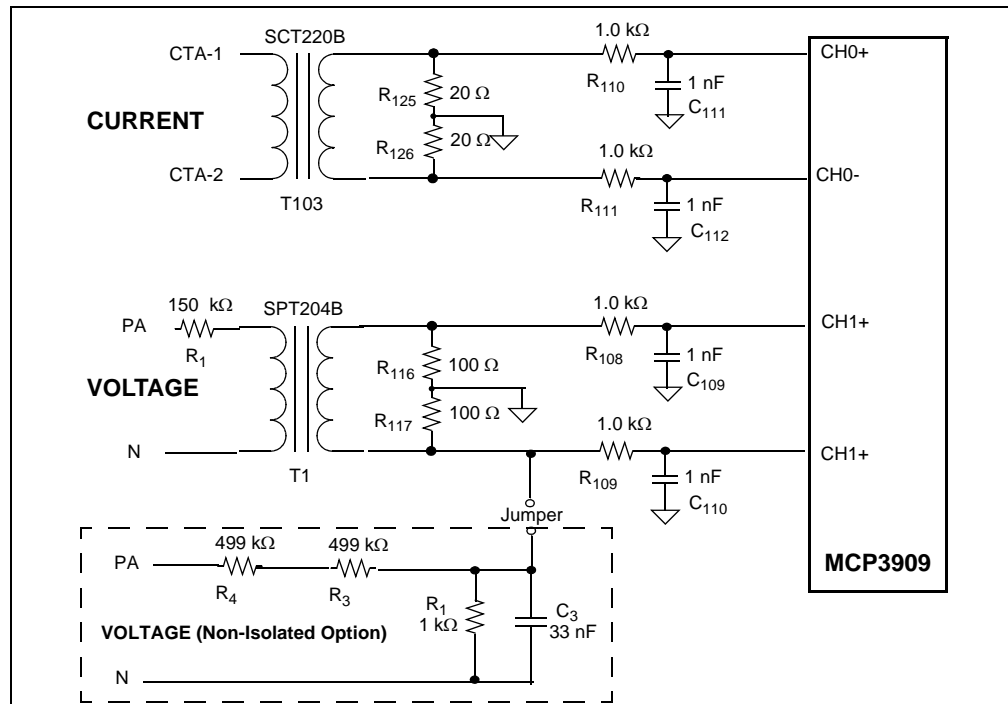 SCT220B
CTA-1
CURRENT
CTA-2
T103
R125
20 Ω
R126
20 Ω
1.0 kΩ
R110
1 nF
C111
1.0 kΩ
R111
1 nF
C112
CH0+
CH0-
150 kΩ
PA
R1
VOLTAGE
N
SPT204B
T1
R116
100 Ω
R117
100 Ω
1.0 kΩ
R108
1 nF
C109
1.0 kΩ
R109
1 nF
C110
CH1+
CH1+
MCP3909
Jumper
PA
499 kΩ
R4
499 kΩ
R3
R1
1 kΩ
C3
33 nF
VOLTAGE (Non-Isolated Option)
N